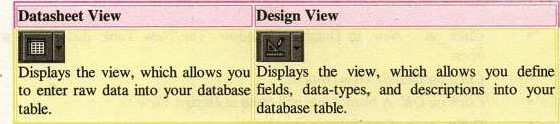 Datasheet View
Displays the view, which allows you
to enter raw data into your database
table.
Design View
Displays the view, which allows you define
fields, data-types, and descriptions into your
database table.